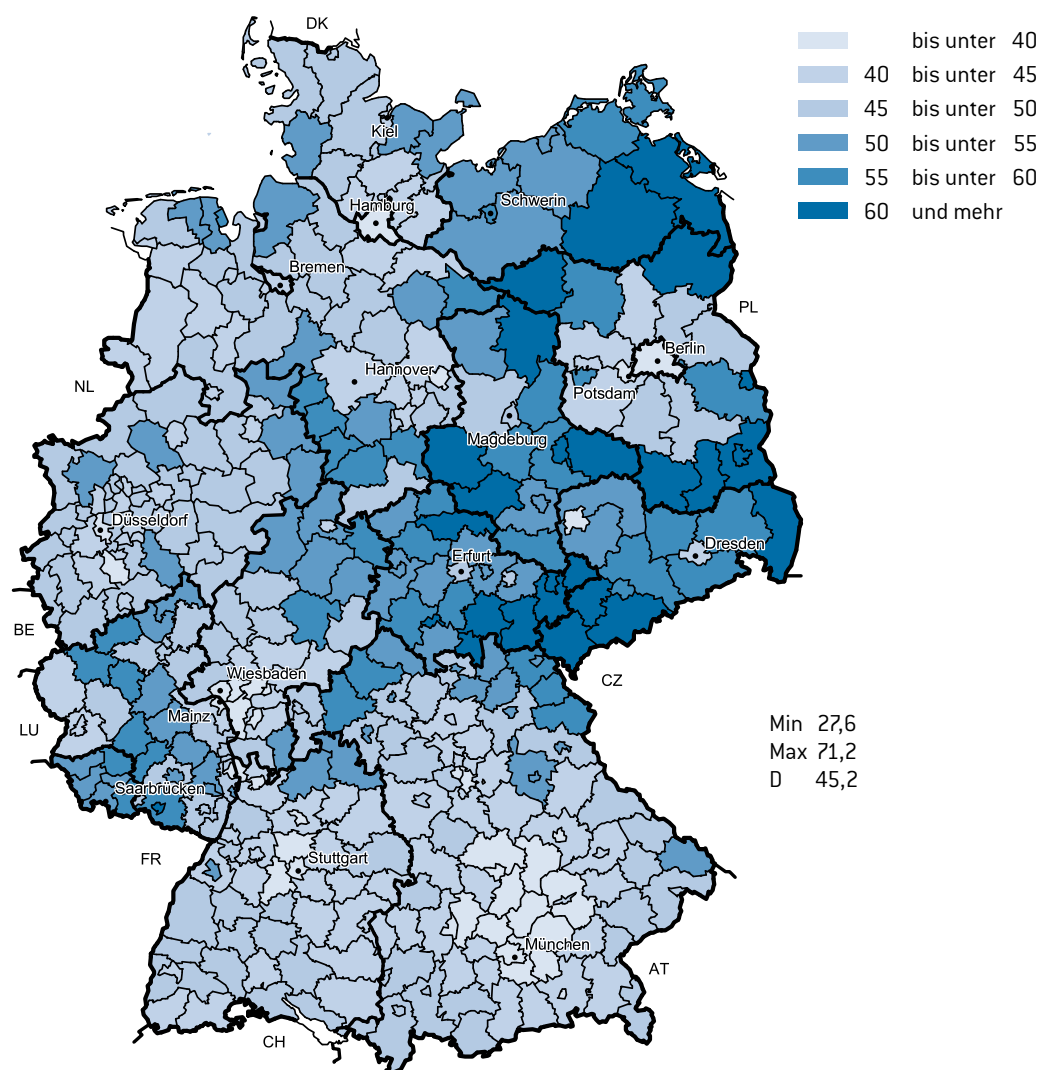 DK
bis unter 40
40 bis unter 45
45 bis unter 50
50 bis unter 55
55 bis unter 60
60 und mehr
Kiel
Schwerin
Hamburg
Bremen
PL
Berlin
Hannover
NL
Potsdam
Magdeburg
Düsseldorf
Dresden
Erfurt
BE
Wiesbaden
CZ
Mainz
LU
Min 27,6
Max 71,2
D 45,2
Saarbrücken
FR
Stuttgart
München
AT
CH